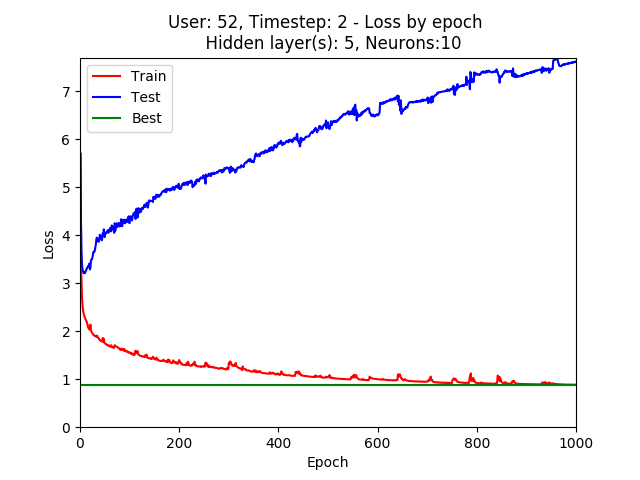 User: 52, Timestep: 2 - Loss by epoch
Hidden layer(s): 5, Neurons:10
Train
Test
Best
7
6
5
4
3
2
1
0
Loss
0 200 400 600 800 1000
Epoch